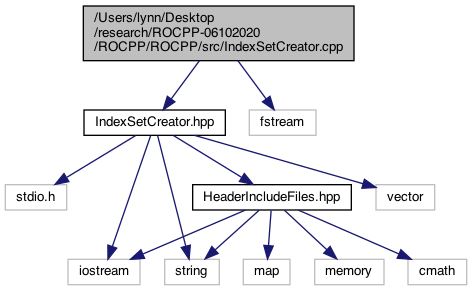 /Users/lynn/Desktop
/research/ROCPP-06102020
/ROCPP/ROCPP/src/IndexSetCreator.cpp
IndexSetCreator.hpp
fstream
stdio.h
HeaderIncludeFiles.hpp
vector
iostream
string
map
memory
cmath